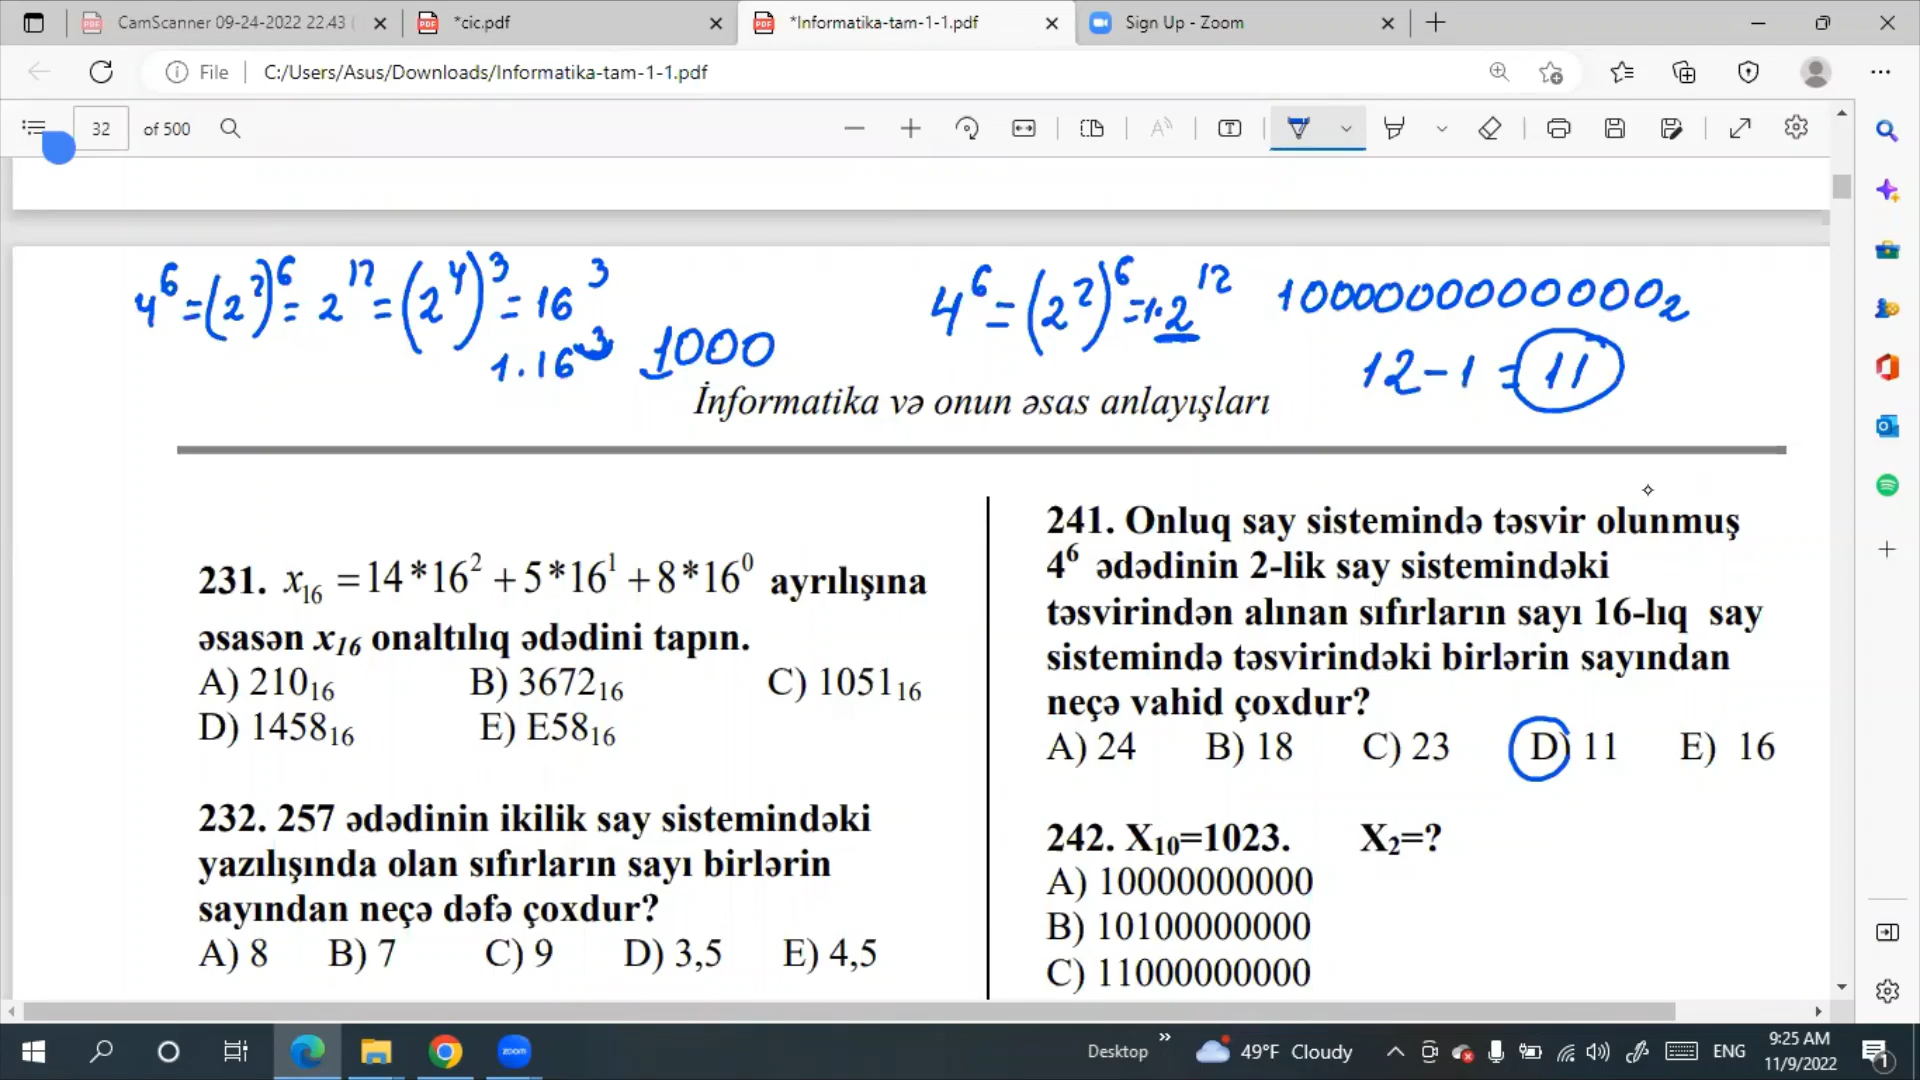 CamScanner 09-24-2022 22.43 (
*cic.pdf
*Informatika-tam-1-1.pdf
Sign Up - Zoom
File
C:/Users/Asus/Downloads/Informatika-tam-1-1.pdf
32 of 500
4⁶ = (2²)⁶ = 2¹² = (2⁴)³ = 16³
1·16³ 1000
4⁶ = (2²)⁶ = 1·2¹² 1000000000000₂
12 - 1 = 11
İnformatika və onun əsas anlayışları
231. x₁₆ = 14*16² + 5*16¹ + 8*16⁰ ayrılışına
əsasən x₁₆ onaltılıq ədədini tapın.
A) 210₁₆ B) 3672₁₆ C) 1051₁₆
D) 1458₁₆ E) E58₁₆
232. 257 ədədinin ikilik say sistemindəki
yazılışında olan sıfırların sayı birlərin
sayından neçə dəfə çoxdur?
A) 8 B) 7 C) 9 D) 3,5 E) 4,5
241. Onluq say sistemində təsvir olunmuş
4⁶ ədədinin 2-lik say sistemindəki
təsvirindən alınan sıfırların sayı 16-lıq say
sistemində təsvirindəki birlərin sayından
neçə vahid çoxdur?
A) 24 B) 18 C) 23 D) 11 E) 16
242. X₁₀=1023. X₂=?
A) 10000000000
B) 10100000000
C) 11000000000
zoom
Desktop
49°F Cloudy
ENG
9:25 AM
11/9/2022
1